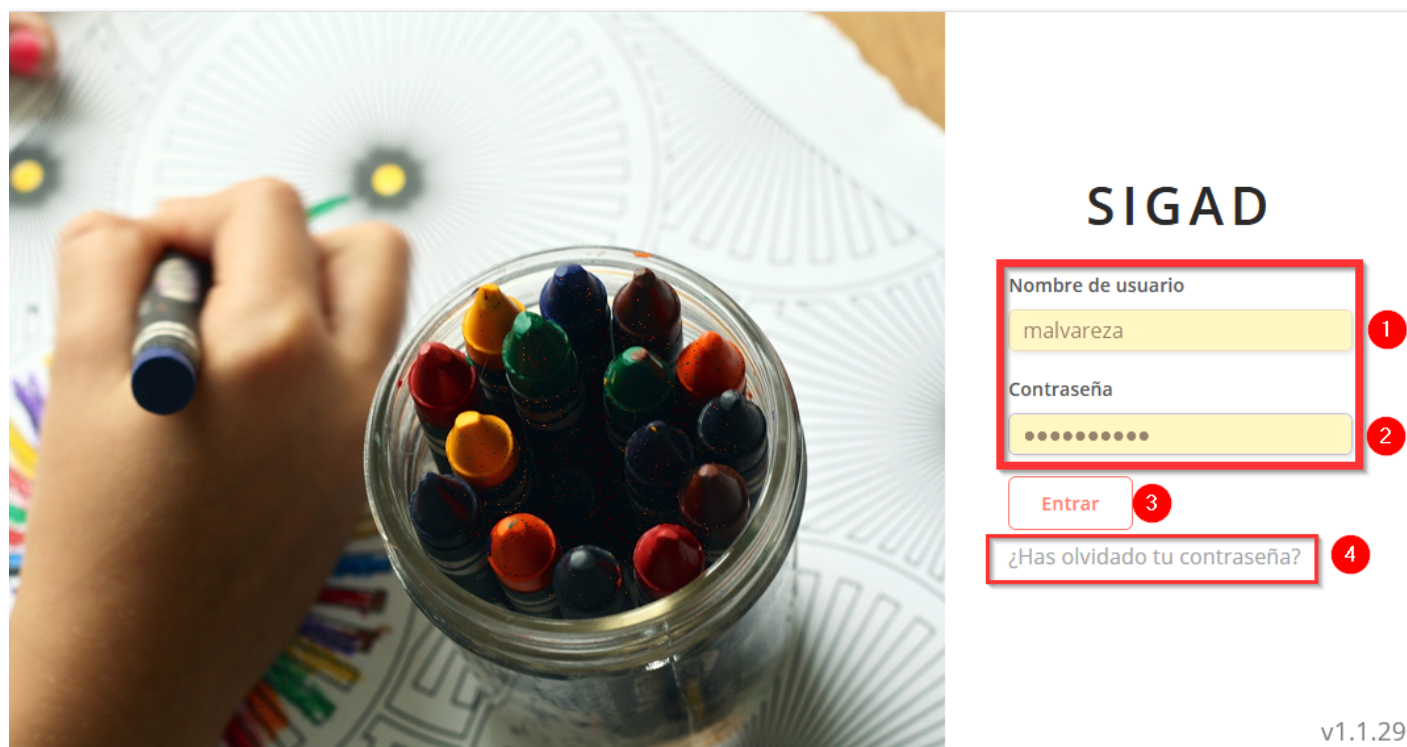 SIGAD
Nombre de usuario
malvareza
1
Contraseña
••••••••••
2
Entrar
3
¿Has olvidado tu contraseña?
4
v1.1.29